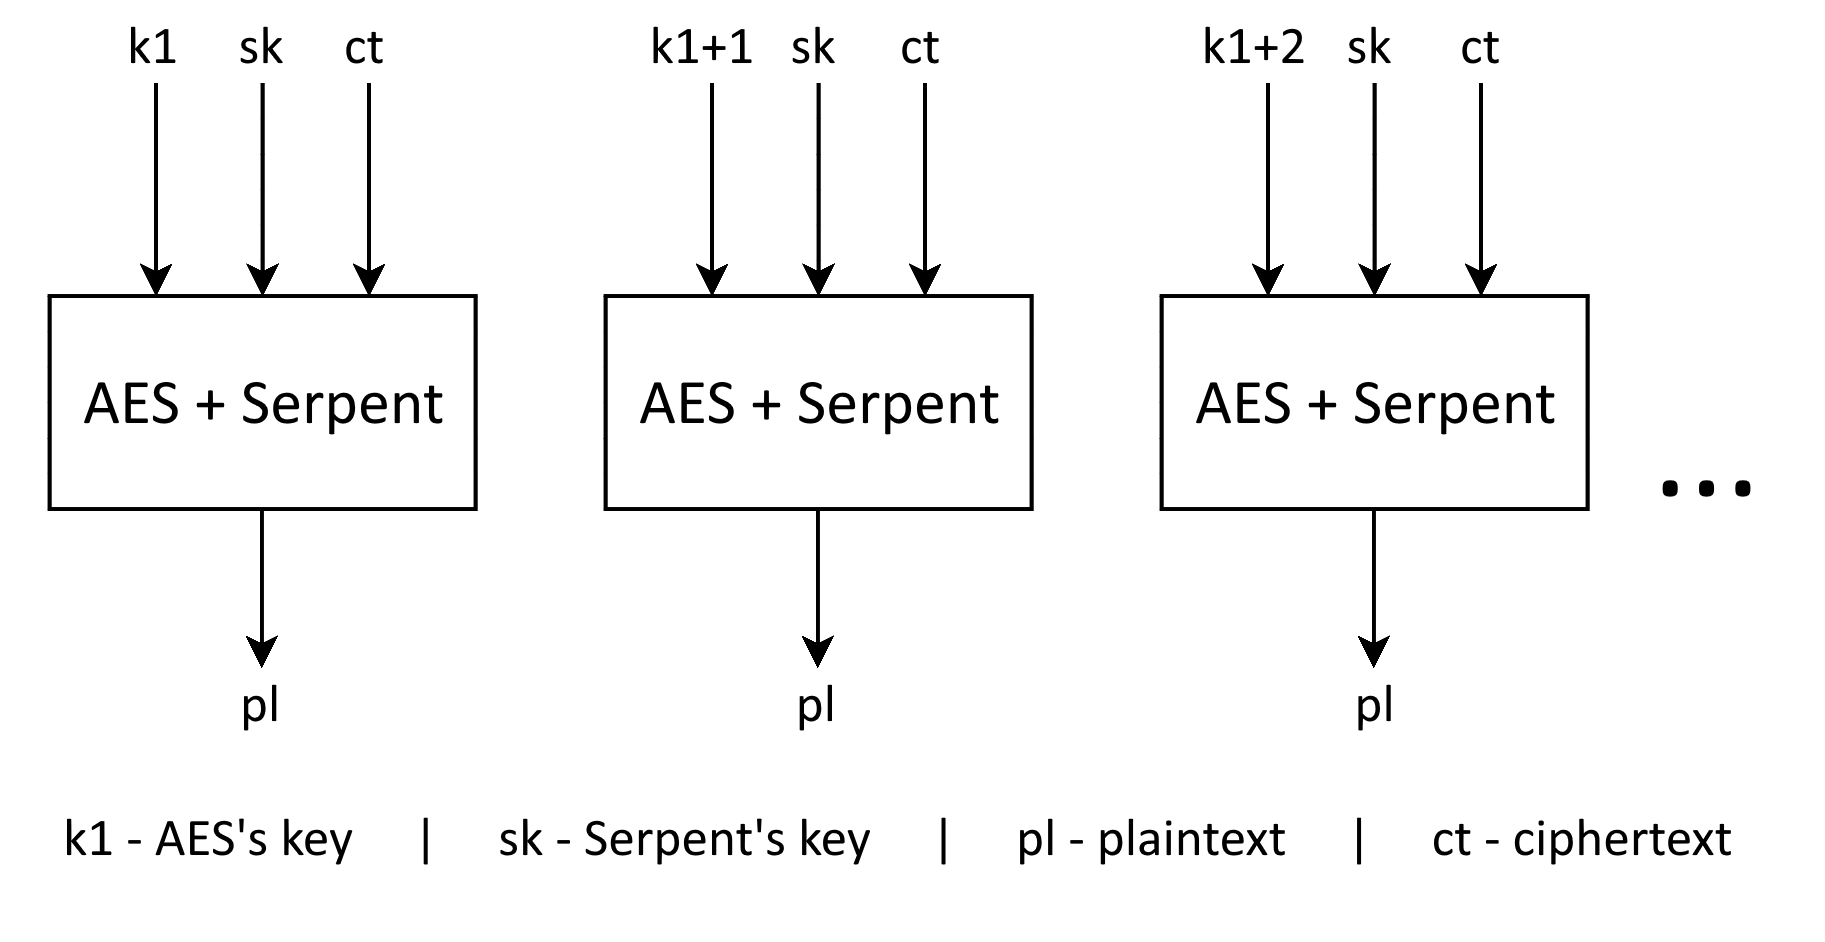 k1 sk ct k1+1 sk ct k1+2 sk ct
AES + Serpent AES + Serpent AES + Serpent
...
pl pl pl
k1 - AES's key | sk - Serpent's key | pl - plaintext | ct - ciphertext